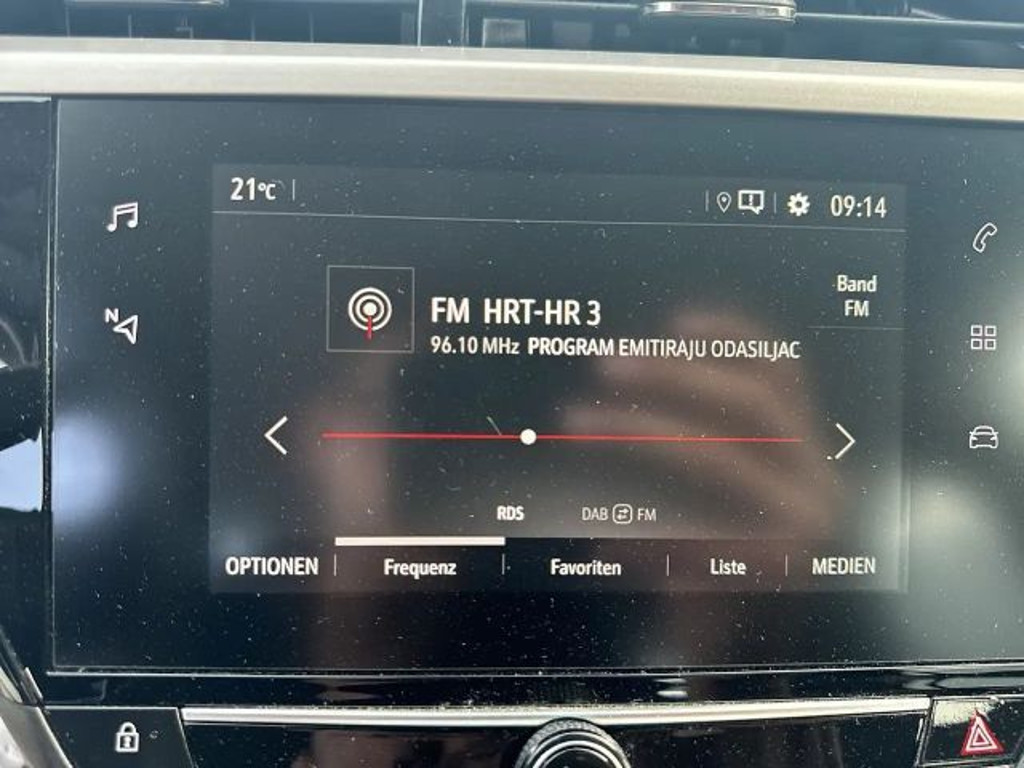 21°C
09:14
Band
FM
FM HRT-HR 3
96.10 MHz PROGRAM EMITIRAJU ODASILJAC
N
RDS
DAB FM
OPTIONEN Frequenz Favoriten Liste MEDIEN